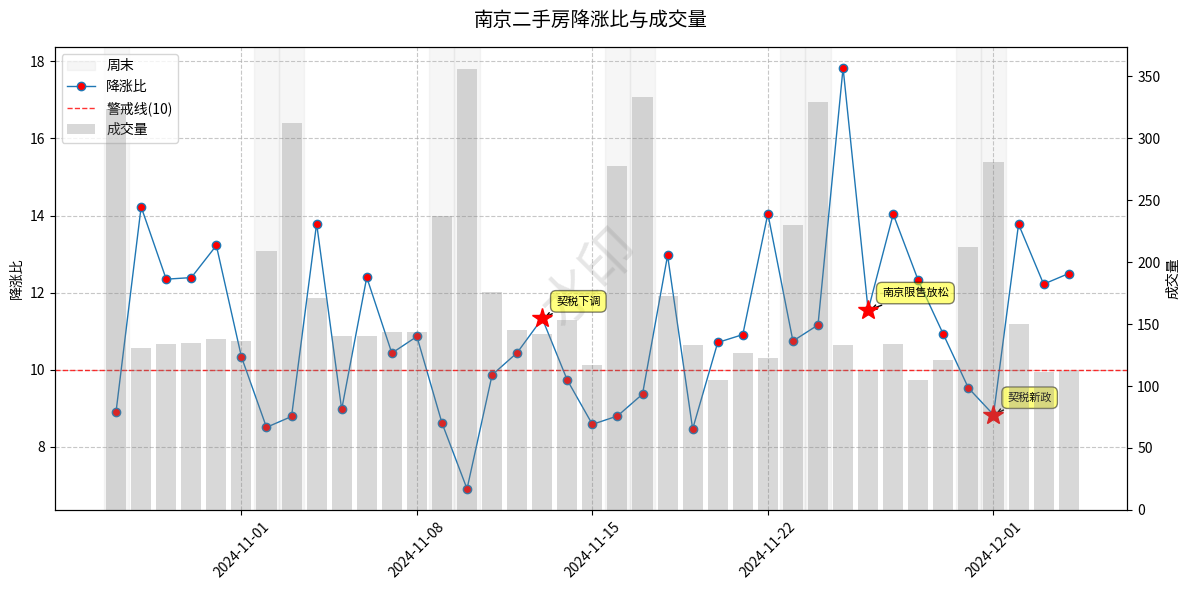 南京二手房降涨比与成交量
周末
降涨比
警戒线(10)
成交量
18
16
14
12
10
8
降涨比
350
300
250
200
150
100
50
0
成交量
水印
契税下调
南京限售放松
契税新政
2024-11-01
2024-11-08
2024-11-15
2024-11-22
2024-12-01